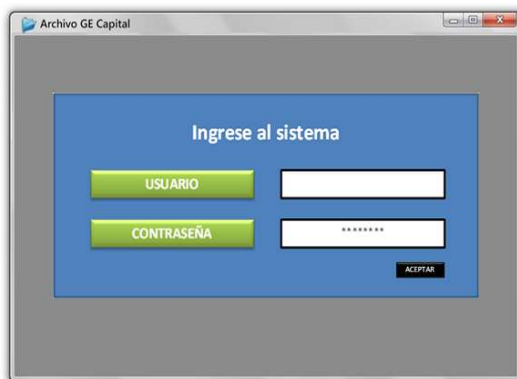 Archivo GE Capital
Ingrese al sistema
USUARIO
CONTRASEÑA
********
ACEPTAR